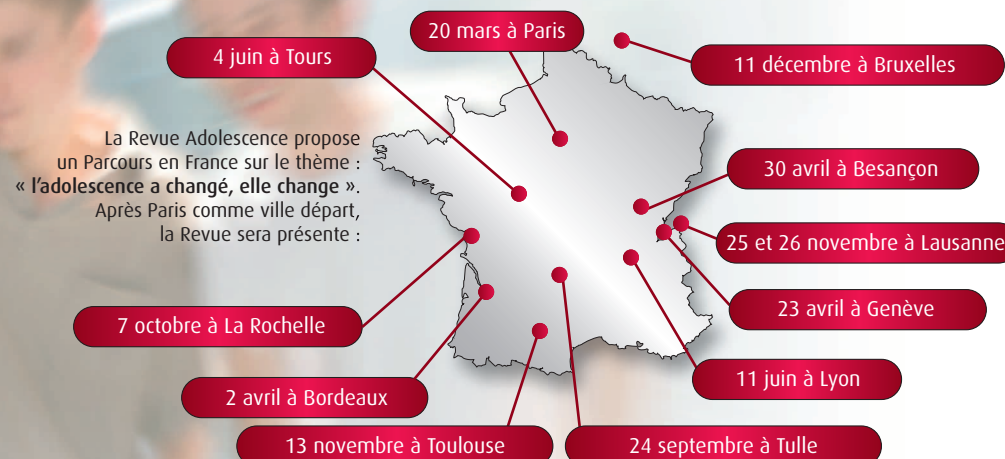 20 mars à Paris
4 juin à Tours
11 décembre à Bruxelles
La Revue Adolescence propose
un Parcours en France sur le thème :
« l'adolescence a changé, elle change ».
Après Paris comme ville départ,
la Revue sera présente :
30 avril à Besançon
25 et 26 novembre à Lausanne
23 avril à Genève
7 octobre à La Rochelle
11 juin à Lyon
2 avril à Bordeaux
13 novembre à Toulouse
24 septembre à Tulle